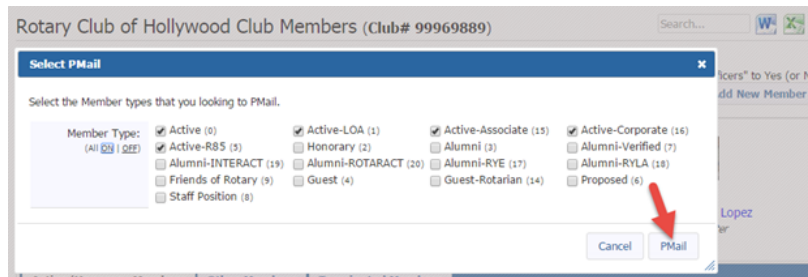 Rotary Club of Hollywood Club Members (Club# 99969889)
Search...
Select PMail
Officers" to Yes (or
Add New Member
Select the Member types that you looking to PMail.
Member Type:
(All ON | OFF)
Active (0) Active-LOA (1) Active-Associate (15) Active-Corporate (16)
Active-R85 (5) Honorary (2) Alumni (3) Alumni-Verified (7)
Alumni-INTERACT (19) Alumni-ROTARACT (20) Alumni-RYE (17) Alumni-RYLA (18)
Friends of Rotary (9) Guest (4) Guest-Rotarian (14) Proposed (6)
Staff Position (8)
Lopez
Cancel PMail